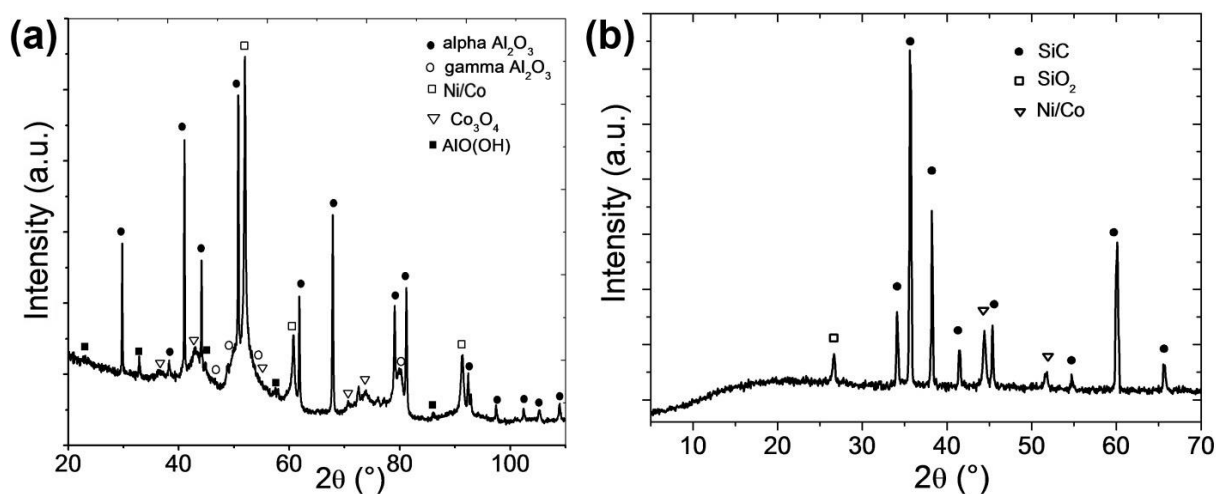 (a)
Intensity (a.u.)
● alpha Al₂O₃
○ gamma Al₂O₃
□ Ni/Co
▽ Co₃O₄
■ AlO(OH)
20 40 60 80 100
2θ (°)
(b)
Intensity (a.u.)
● SiC
□ SiO₂
▽ Ni/Co
10 20 30 40 50 60 70
2θ (°)